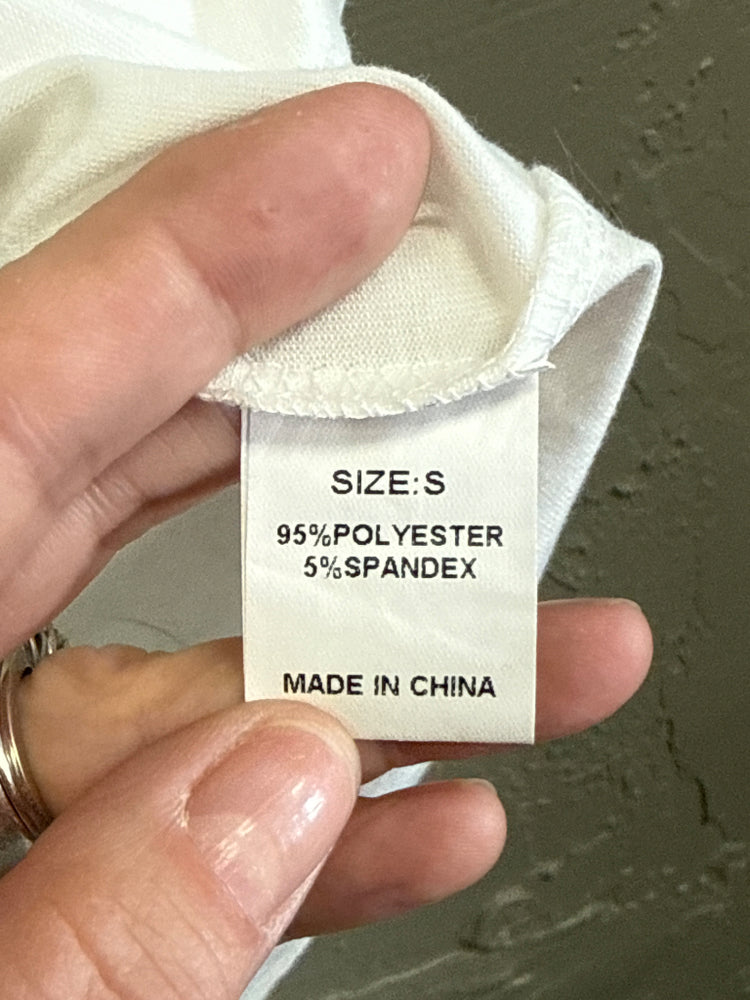 SIZE:S
95%POLYESTER
5%SPANDEX
MADE IN CHINA